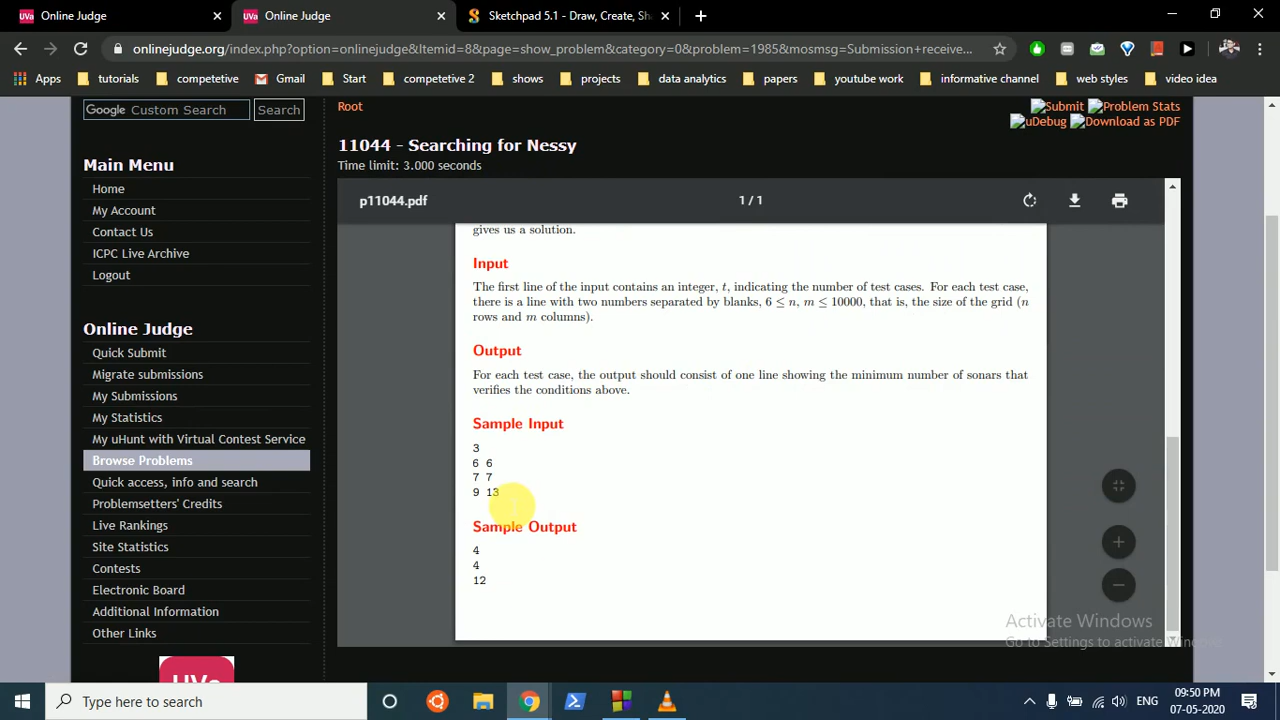 Online Judge
Online Judge
Sketchpad 5.1 - Draw, Create, Sh
onlinejudge.org/index.php?option=onlinejudge&Itemid=8&page=show_problem&category=0&problem=1985&mosmsg=Submission+receive...
Apps tutorials competetive Gmail Start competetive 2 shows projects data analytics papers youtube work informative channel web styles video idea
Google Custom Search Search
Root
Submit Problem Stats
uDebug Download as PDF
11044 - Searching for Nessy
Time limit: 3.000 seconds
Main Menu
Home
My Account
Contact Us
ICPC Live Archive
Logout
Online Judge
Quick Submit
Migrate submissions
My Submissions
My Statistics
My uHunt with Virtual Contest Service
Browse Problems
Quick access, info and search
Problemsetters' Credits
Live Rankings
Site Statistics
Contests
Electronic Board
Additional Information
Other Links
UVa
p11044.pdf
1 / 1
gives us a solution.
Input
The first line of the input contains an integer, t, indicating the number of test cases. For each test case,
there is a line with two numbers separated by blanks, 6 ≤ n, m ≤ 10000, that is, the size of the grid (n
rows and m columns).
Output
For each test case, the output should consist of one line showing the minimum number of sonars that
verifies the conditions above.
Sample Input
3
6 6
7 7
9 13
Sample Output
4
4
12
Activate Windows
Go to Settings to activate Windows.
Type here to search
ENG
09:50 PM
07-05-2020